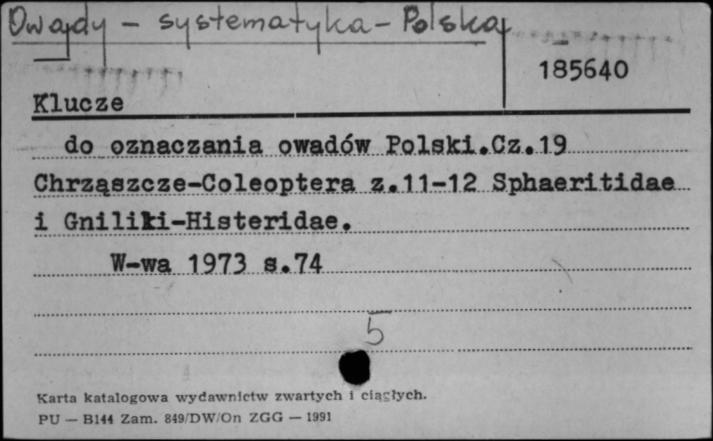 Owady - systematyka - Polska
185640
Klucze
do oznaczania owadów Polski.Cz.19
Chrząszcze-Coleoptera z.11-12 Sphaeritidae
i Gniliki-Histeridae.
W-wa 1973 s.74
5
Karta katalogowa wydawnictw zwartych i ciągłych.
PU — B144 Zam. 849/DW/On ZGG — 1991